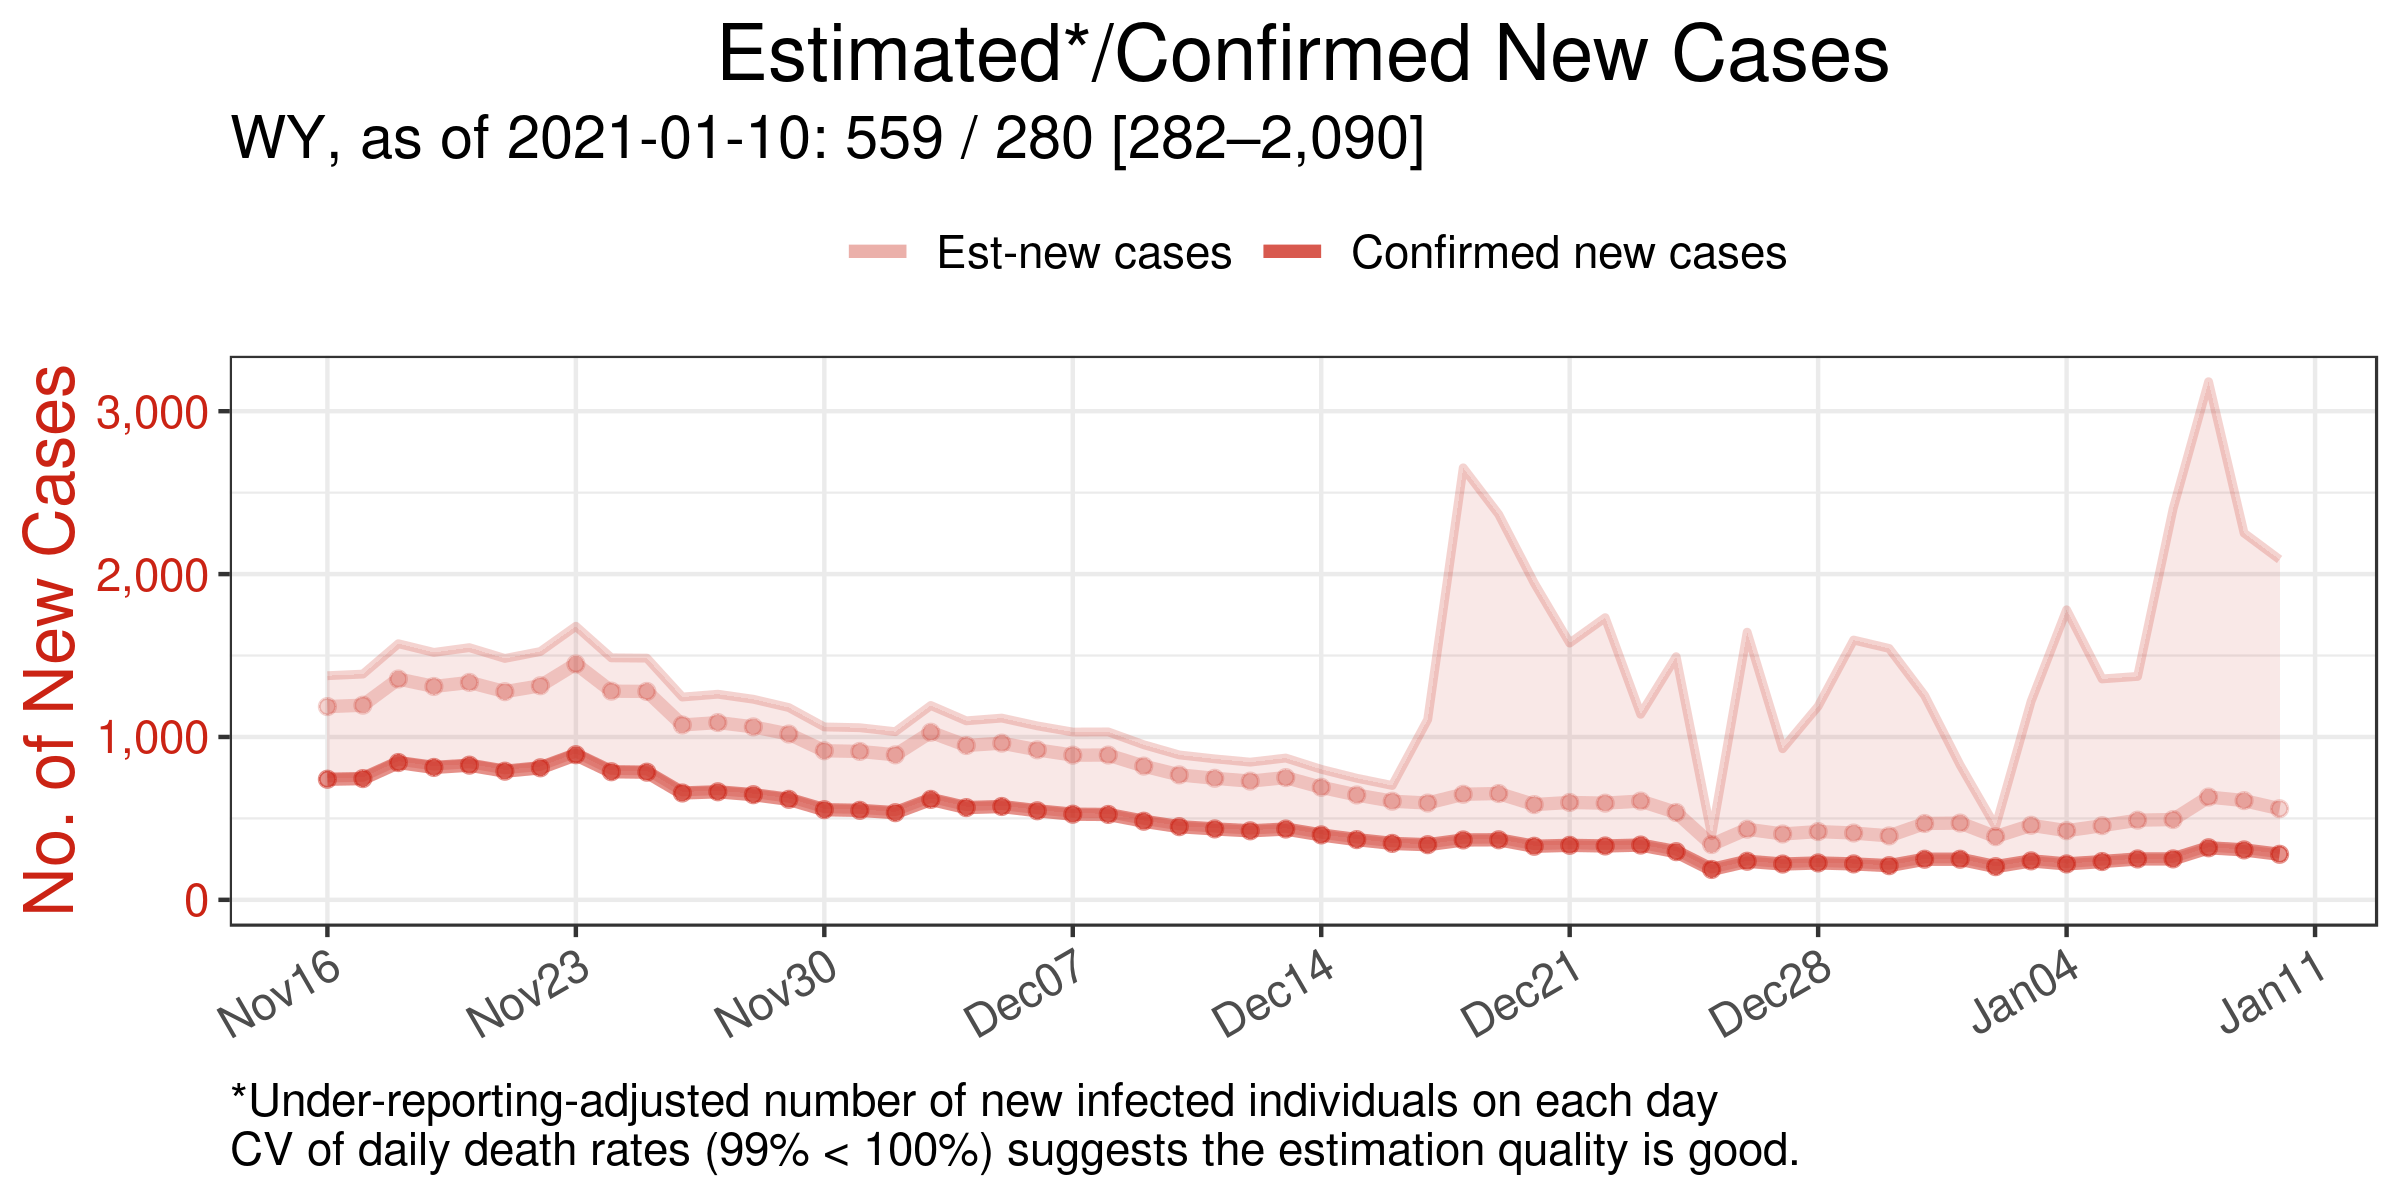 Estimated*/Confirmed New Cases
WY, as of 2021-01-10: 559 / 280 [282–2,090]
Est-new cases Confirmed new cases
No. of New Cases
3,000
2,000
1,000
0
Nov16 Nov23 Nov30 Dec07 Dec14 Dec21 Dec28 Jan04 Jan11
*Under-reporting-adjusted number of new infected individuals on each day
CV of daily death rates (99% < 100%) suggests the estimation quality is good.